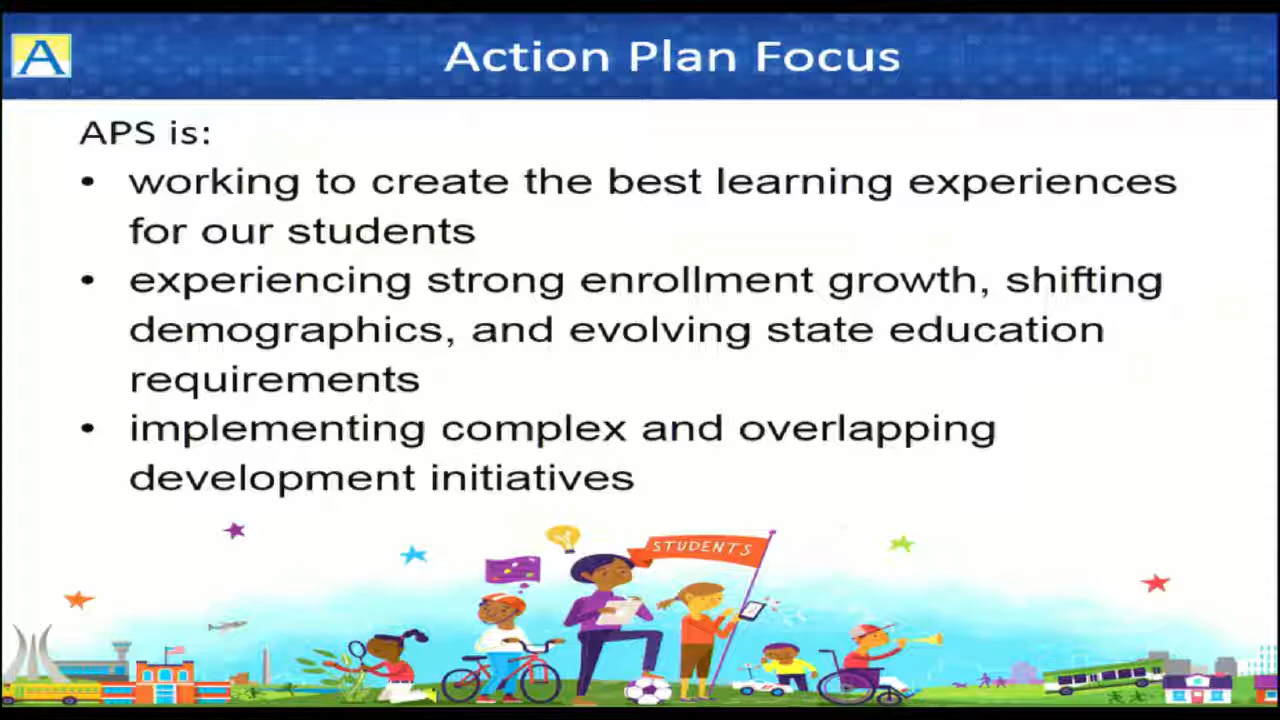 A
Action Plan Focus
APS is:
• working to create the best learning experiences
for our students
• experiencing strong enrollment growth, shifting
demographics, and evolving state education
requirements
• implementing complex and overlapping
development initiatives
STUDENTS